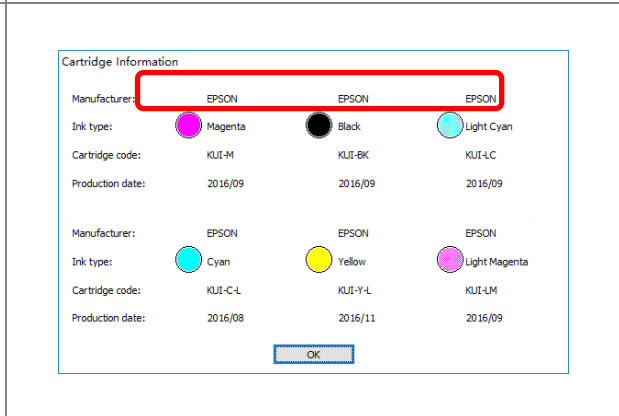 Cartridge Information
Manufacturer: EPSON EPSON EPSON
Ink type: Magenta Black Light Cyan
Cartridge code: KUI-M KUI-BK KUI-LC
Production date: 2016/09 2016/09 2016/09
Manufacturer: EPSON EPSON EPSON
Ink type: Cyan Yellow Light Magenta
Cartridge code: KUI-C-L KUI-Y-L KUI-LM
Production date: 2016/08 2016/11 2016/09
OK